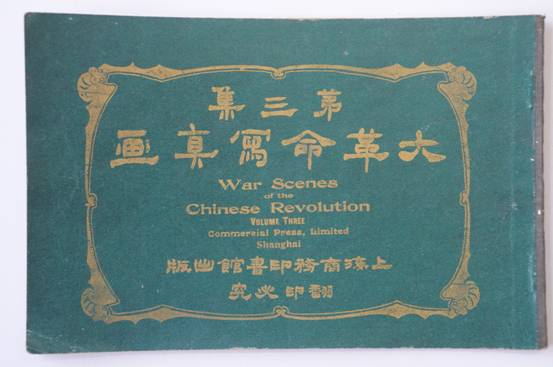 第三集
大革命寫真画
War Scenes
of the
Chinese Revolution
VOLUME THREE
Commercial Press, Limited
Shanghai
上海商務印書館出版
翻印必究